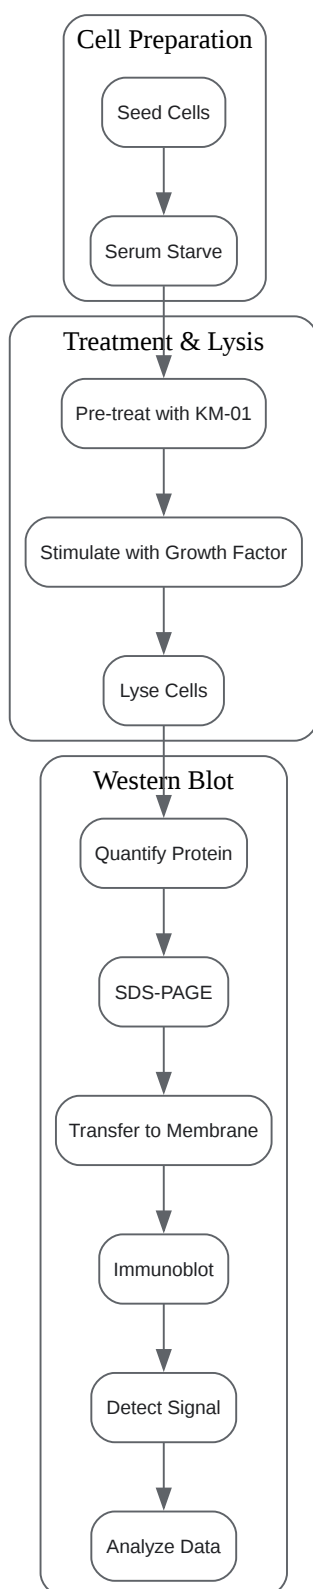 Cell Preparation
Seed Cells
Serum Starve
Treatment & Lysis
Pre-treat with KM-01
Stimulate with Growth Factor
Lyse Cells
Western Blot
Quantify Protein
SDS-PAGE
Transfer to Membrane
Immunoblot
Detect Signal
Analyze Data